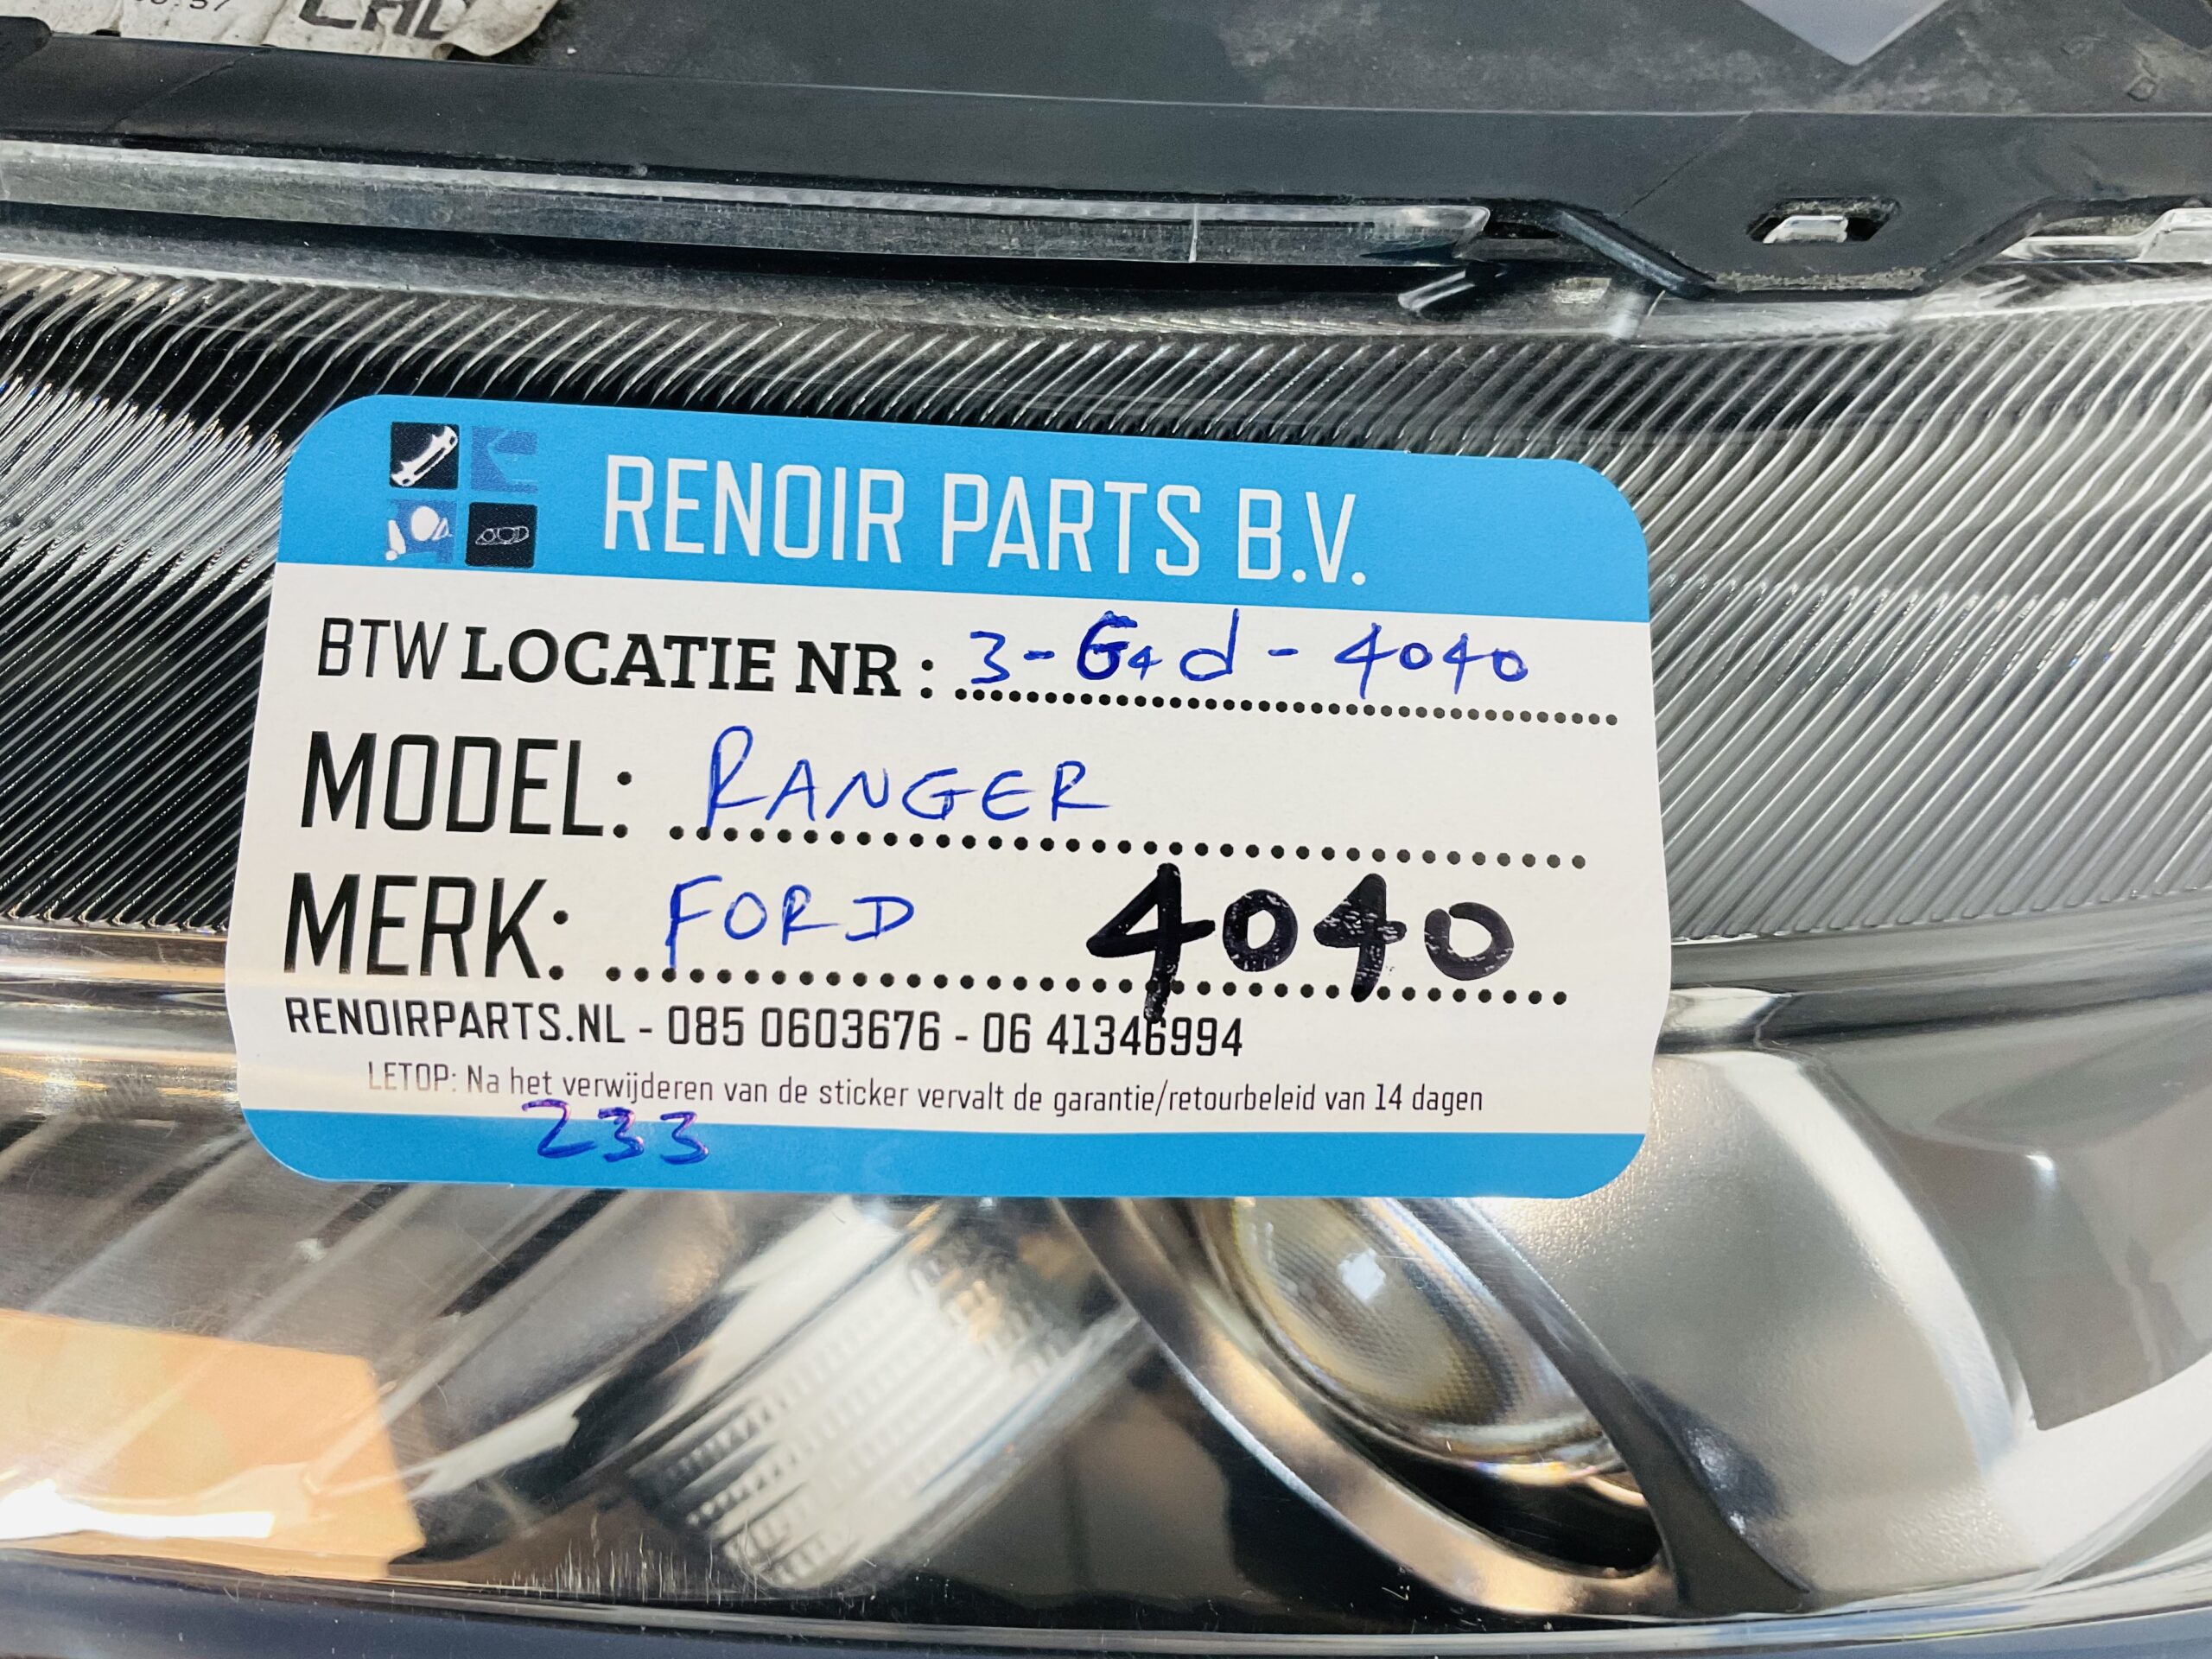 RENOIR PARTS B.V.
BTW LOCATIE NR : 3-G4d-4040
MODEL: RANGER
MERK: FORD 4040
RENOIRPARTS.NL - 085 0603676 - 06 41346994
LETOP: Na het verwijderen van de sticker vervalt de garantie/retourbeleid van 14 dagen
233